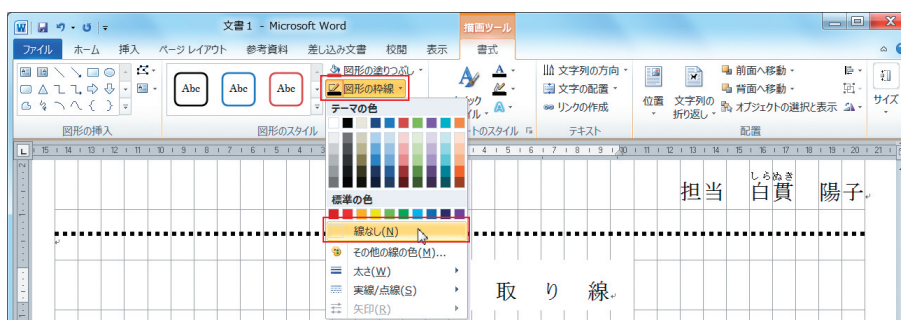 文書1 - Microsoft Word
描画ツール
ファイル ホーム 挿入 ページ レイアウト 参考資料 差し込み文書 校閲 表示 書式
Abc Abc Abc
図形の塗りつぶし
図形の枠線
文字列の方向
文字の配置
リンクの作成
位置
文字列の
折り返し
前面へ移動
背面へ移動
オブジェクトの選択と表示
サイズ
図形の挿入 図形のスタイル トのスタイル テキスト 配置
テーマの色
標準の色
線なし(N)
その他の線の色(M)...
太さ(W)
実線/点線(S)
矢印(R)
しらぬき
担当 白貫 陽子
取り線